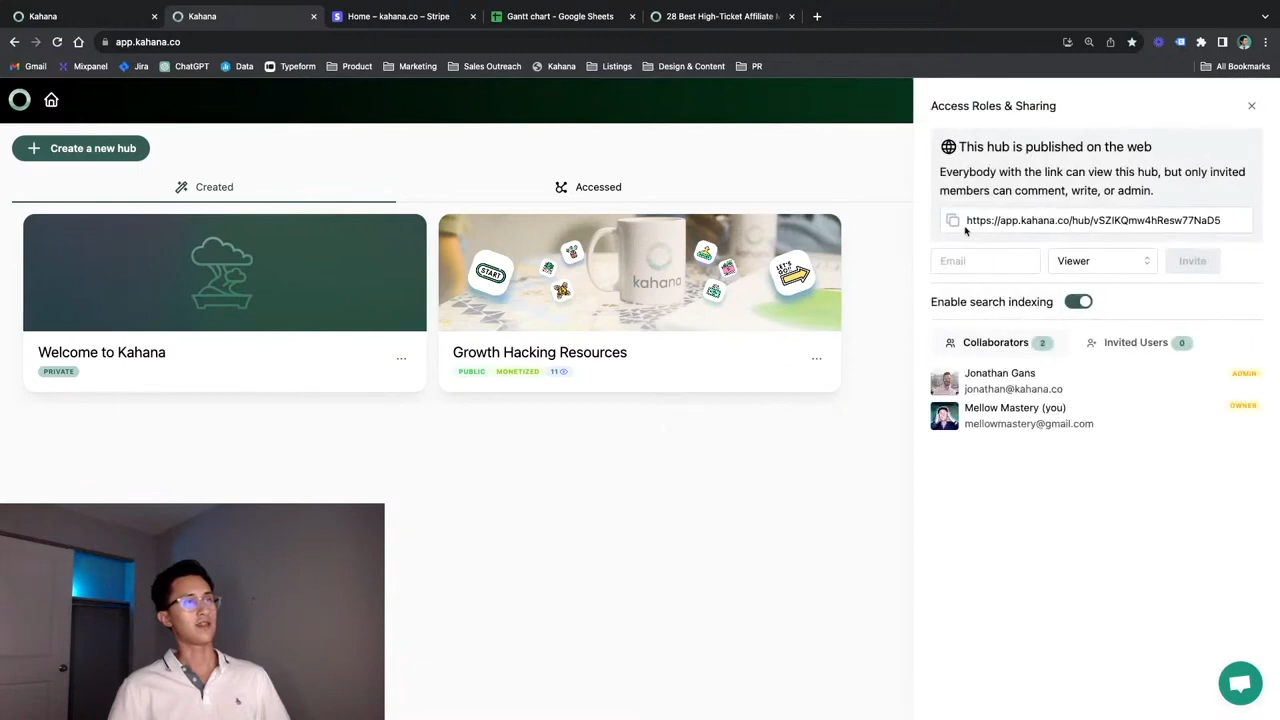 Kahana
Kahana
Home – kahana.co – Stripe
Gantt chart - Google Sheets
28 Best High-Ticket Affiliate M
app.kahana.co
Gmail
Mixpanel
Jira
ChatGPT
Data
Typeform
Product
Marketing
Sales Outreach
Kahana
Listings
Design & Content
PR
All Bookmarks
Create a new hub
Created
Accessed
START
kahana
LET'S GO!
Welcome to Kahana
PRIVATE
Growth Hacking Resources
PUBLIC MONETIZED 11
Access Roles & Sharing
This hub is published on the web
Everybody with the link can view this hub, but only invited
members can comment, write, or admin.
https://app.kahana.co/hub/vSZIKQmw4hResw77NaD5
Email
Viewer
Invite
Enable search indexing
Collaborators 2
Invited Users 0
Jonathan Gans
ADMIN
jonathan@kahana.co
Mellow Mastery (you)
OWNER
mellowmastery@gmail.com